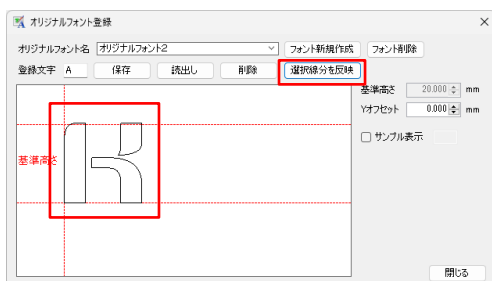 オリジナルフォント登録
オリジナルフォント名 オリジナルフォント2 フォント新規作成 フォント削除
登録文字 A 保存 読出し 削除 選択線分を反映
基準高さ 20.000 mm
Yオフセット 0.000 mm
サンプル表示
基準高さ
閉じる